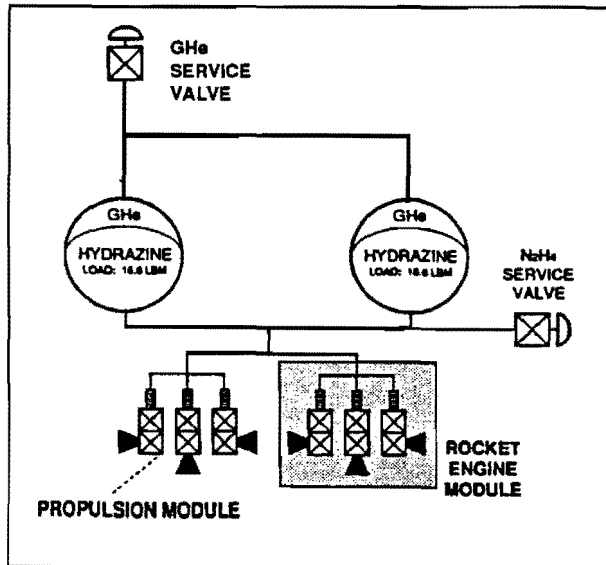 GHe
SERVICE
VALVE
GHe
HYDRAZINE
LOAD: 16.6 LBM
GHe
HYDRAZINE
LOAD: 16.6 LBM
N₂H₄
SERVICE
VALVE
ROCKET
ENGINE
MODULE
PROPULSION MODULE